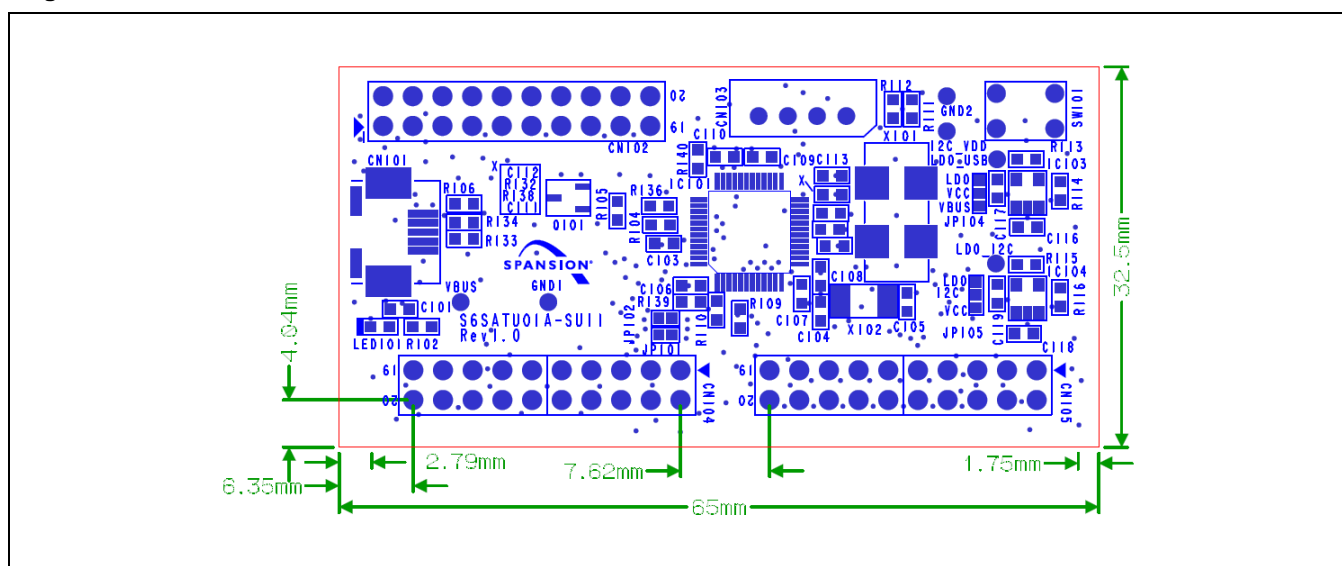 20
19
1
CN102
CN101
CN103
R112
R111
X101
GND2
SW101
C110
R140
IC101
C109
C113
X
I2C_VDD
LDO_USB
R113
IC103
R114
LDO
VCC
VBUS
JP104
C117
C116
X
C112
R132
R138
C111
Q101
R105
R136
R104
C103
R106
R134
R133
SPANSION®
LDO_I2C
R115
IC104
R116
LDO
I2C
VCC
JP105
C119
C118
VBUS
GND1
C101
LED101
R102
S6SATU01A-SU11
Rev1.0
C106
R139
JP102
JP101
R110
R109
C107
C104
C108
X102
C105
19
20
CN104
19
20
CN105
4.04mm
32.5mm
2.79mm
7.62mm
1.75mm
6.35mm
65mm